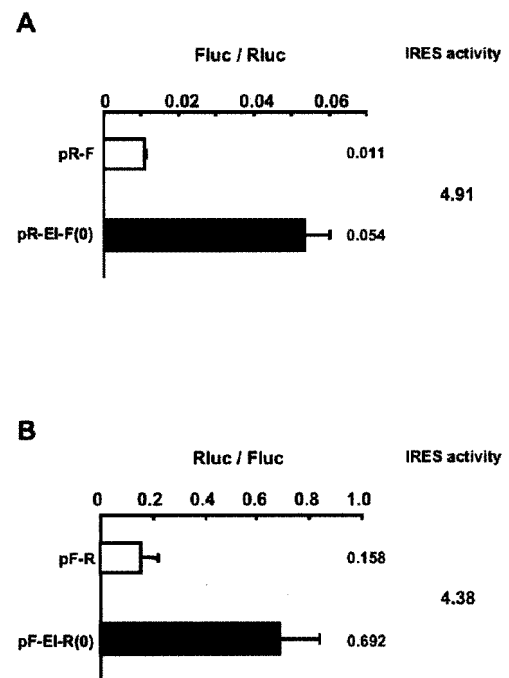 A
Fluc / Rluc IRES activity
0 0.02 0.04 0.06
pR-F 0.011
4.91
pR-EI-F(0) 0.054
B
Rluc / Fluc IRES activity
0 0.2 0.4 0.6 0.8 1.0
pF-R 0.158
4.38
pF-EI-R(0) 0.692